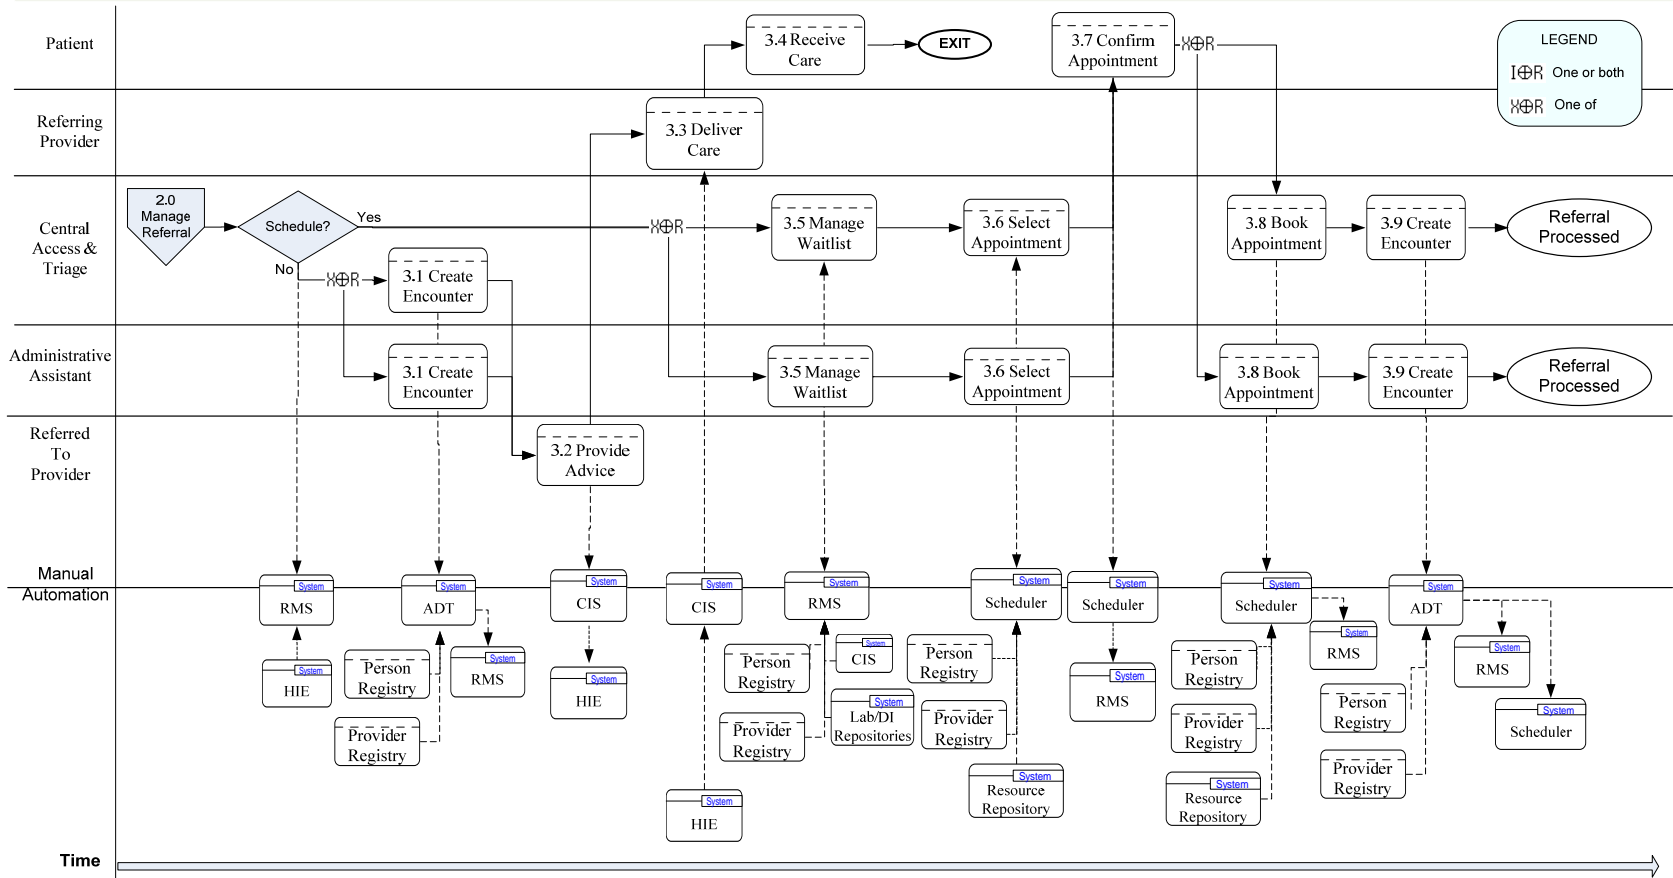 Patient
3.4 Receive
Care
EXIT
3.7 Confirm
Appointment
X⊕R
LEGEND
I⊕R One or both
X⊕R One of
Referring
Provider
3.3 Deliver
Care
Central
Access &
Triage
2.0
Manage
Referral
Schedule?
Yes
No
X⊕R
3.1 Create
Encounter
X⊕R
3.5 Manage
Waitlist
3.6 Select
Appointment
3.8 Book
Appointment
3.9 Create
Encounter
Referral
Processed
Administrative
Assistant
3.1 Create
Encounter
3.5 Manage
Waitlist
3.6 Select
Appointment
3.8 Book
Appointment
3.9 Create
Encounter
Referral
Processed
Referred
To
Provider
3.2 Provide
Advice
Manual
Automation
System
RMS
System
HIE
System
ADT
Person
Registry
System
RMS
Provider
Registry
System
CIS
System
HIE
System
CIS
System
HIE
System
RMS
Person
Registry
System
CIS
Provider
Registry
System
Lab/DI
Repositories
System
Scheduler
Person
Registry
Provider
Registry
System
Resource
Repository
System
Scheduler
System
RMS
System
Scheduler
System
RMS
Person
Registry
Provider
Registry
System
Resource
Repository
System
ADT
System
RMS
Person
Registry
System
Scheduler
Provider
Registry
Time